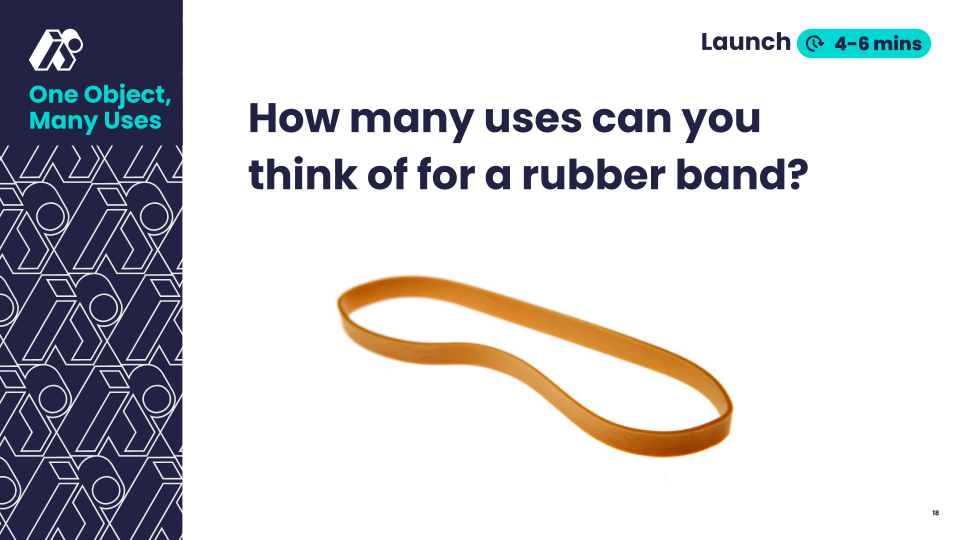 One Object,
Many Uses
Launch 4-6 mins
How many uses can you
think of for a rubber band?
18